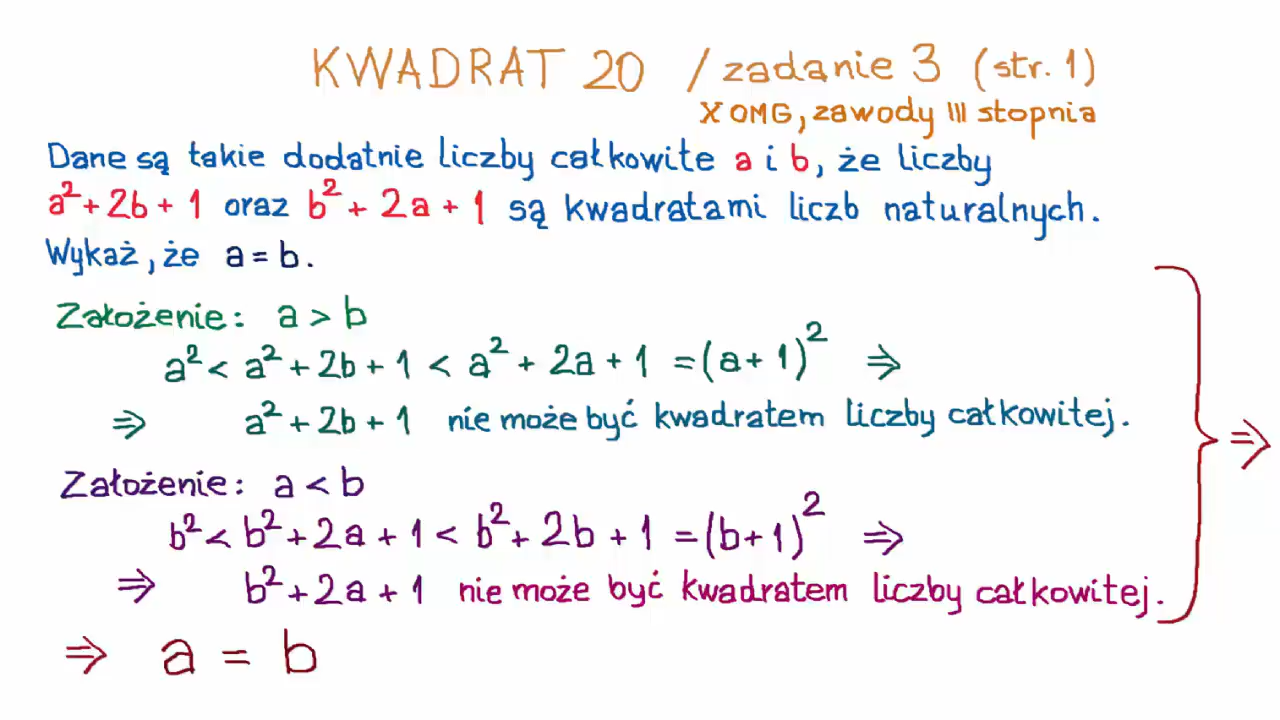 KWADRAT 20 / zadanie 3 (str. 1)
X OMG, zawody III stopnia
Dane są takie dodatnie liczby całkowite a i b, że liczby
a² + 2b + 1 oraz b² + 2a + 1 są kwadratami liczb naturalnych.
Wykaż, że a = b.
Założenie: a > b
a² < a² + 2b + 1 < a² + 2a + 1 = (a + 1)² ⇒
⇒ a² + 2b + 1 nie może być kwadratem liczby całkowitej.
⇒
Założenie: a < b
b² < b² + 2a + 1 < b² + 2b + 1 = (b + 1)² ⇒
⇒ b² + 2a + 1 nie może być kwadratem liczby całkowitej.
⇒ a = b